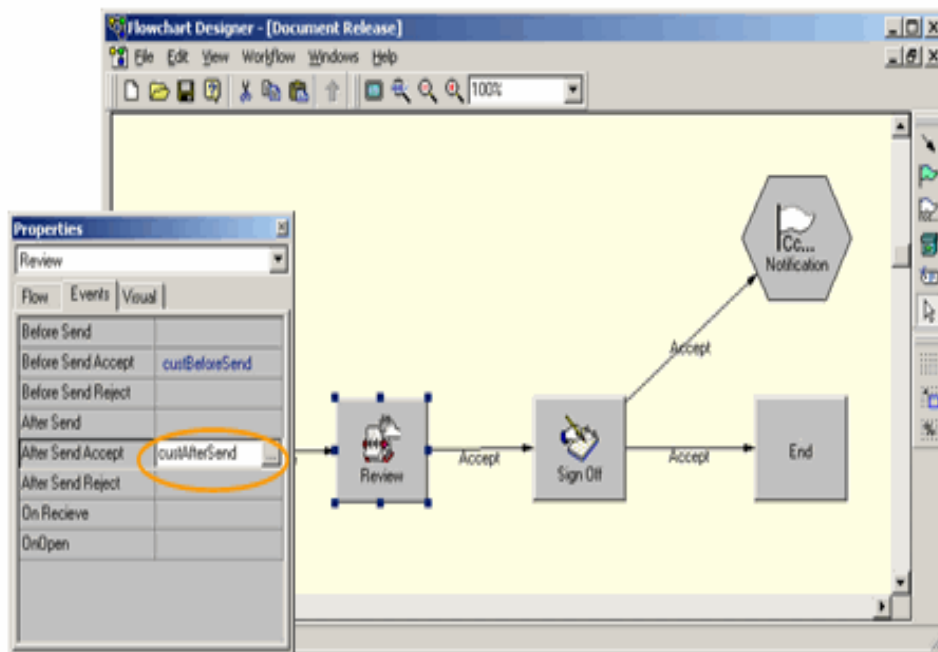 Flowchart Designer - [Document Release]
File Edit View Workflow Windows Help
100%
Properties
Review
Flow Events Visual
Before Send
Before Send Accept custBeforeSend
Before Send Reject
After Send
After Send Accept custAfterSend ...
After Send Reject
On Recieve
OnOpen
Cc...
Notification
Accept
Review
Accept
Sign Off
Accept
End